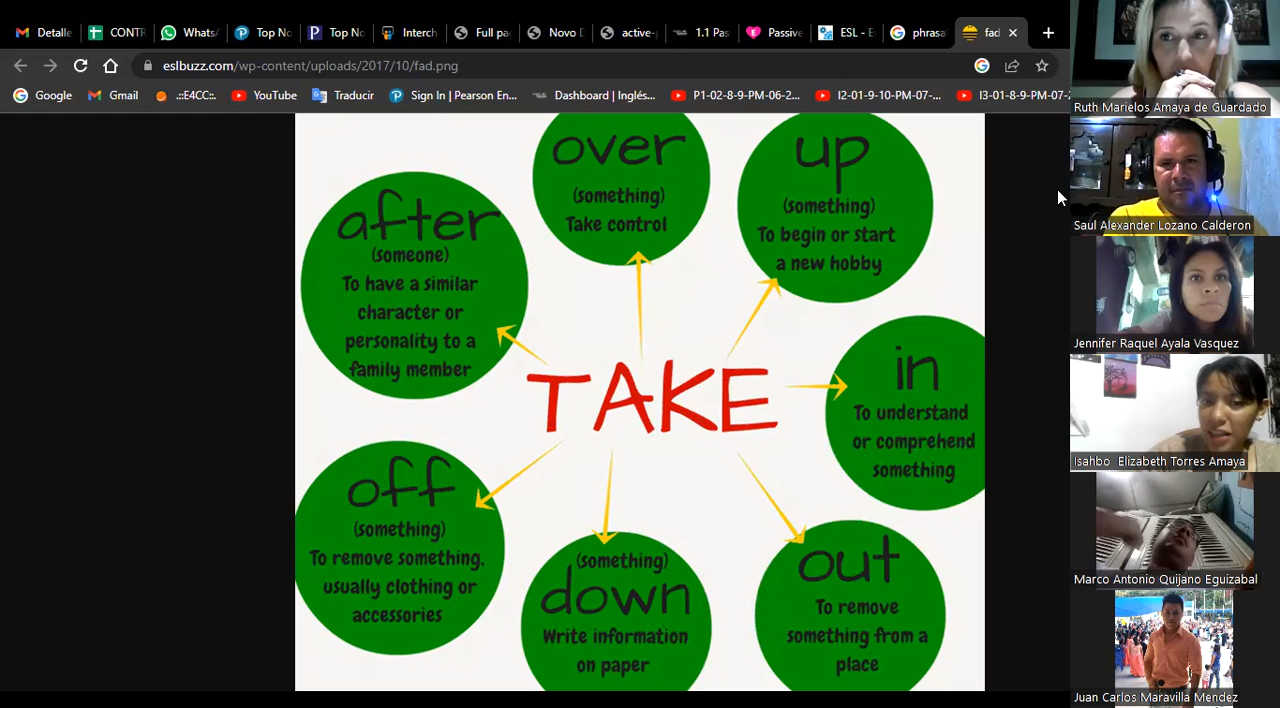 Detalle
CONTR
Whats
Top No
Top No
Interch
Full pa
Novo D
active-
1.1 Pas
Passive
ESL - E
phrasa
fad
eslbuzz.com/wp-content/uploads/2017/10/fad.png
Google
Gmail
.::E4CC::.
YouTube
Traducir
Sign In | Pearson En...
Dashboard | Inglés...
P1-02-8-9-PM-06-2...
I2-01-9-10-PM-07-...
I3-01-8-9-PM-07-2
over
(something)
Take control
up
(something)
To begin or start
a new hobby
after
(someone)
To have a similar
character or
personality to a
family member
TAKE
in
To understand
or comprehend
something
off
(something)
To remove something,
usually clothing or
accessories
(something)
down
Write information
on paper
out
To remove
something from a
place
Ruth Marielos Amaya de Guardado
Saul Alexander Lozano Calderon
Jennifer Raquel Ayala Vasquez
Isahbo Elizabeth Torres Amaya
Marco Antonio Quijano Eguizabal
Juan Carlos Maravilla Mendez